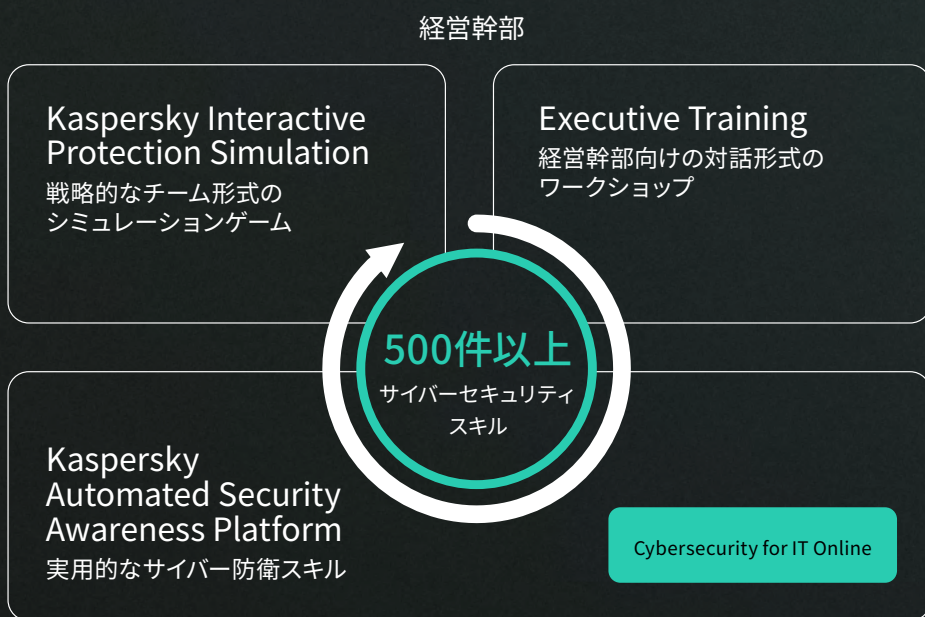 経営幹部
Kaspersky Interactive
Protection Simulation
戦略的なチーム形式の
シミュレーションゲーム
Executive Training
経営幹部向けの対話形式の
ワークショップ
500件以上
サイバーセキュリティ
スキル
Kaspersky
Automated Security
Awareness Platform
実用的なサイバー防衛スキル
Cybersecurity for IT Online